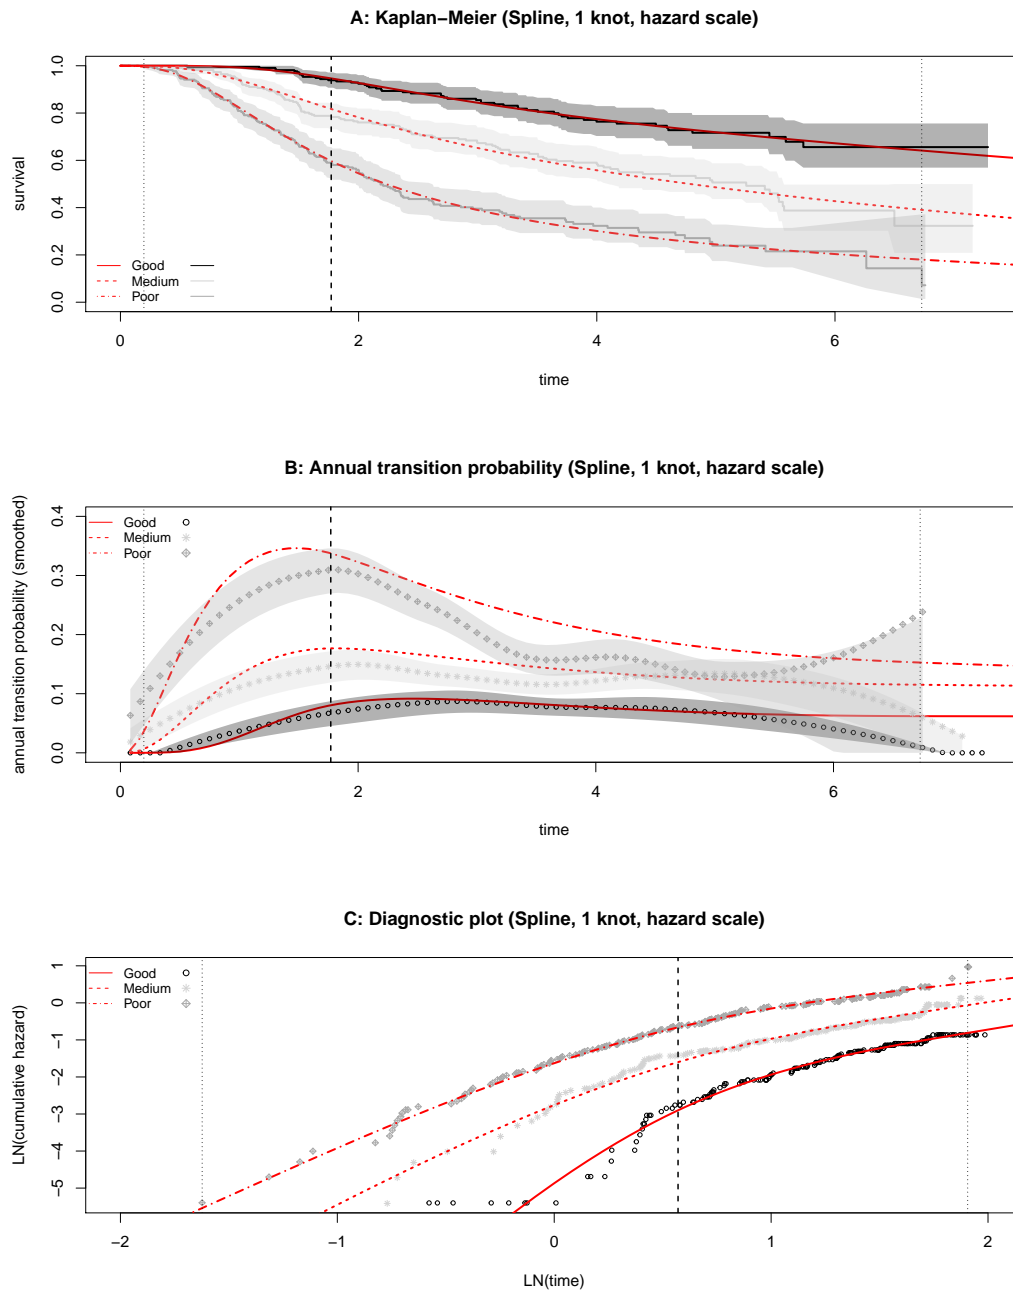 A: Kaplan−Meier (Spline, 1 knot, hazard scale)
survival
1.0
0.8
0.6
0.4
0.2
0.0
Good
Medium
Poor
0 2 4 6
time
B: Annual transition probability (Spline, 1 knot, hazard scale)
annual transition probability (smoothed)
0.4
0.3
0.2
0.1
0.0
Good
Medium
Poor
0 2 4 6
time
C: Diagnostic plot (Spline, 1 knot, hazard scale)
LN(cumulative hazard)
1
0
−1
−2
−3
−4
−5
Good
Medium
Poor
−2 −1 0 1 2
LN(time)